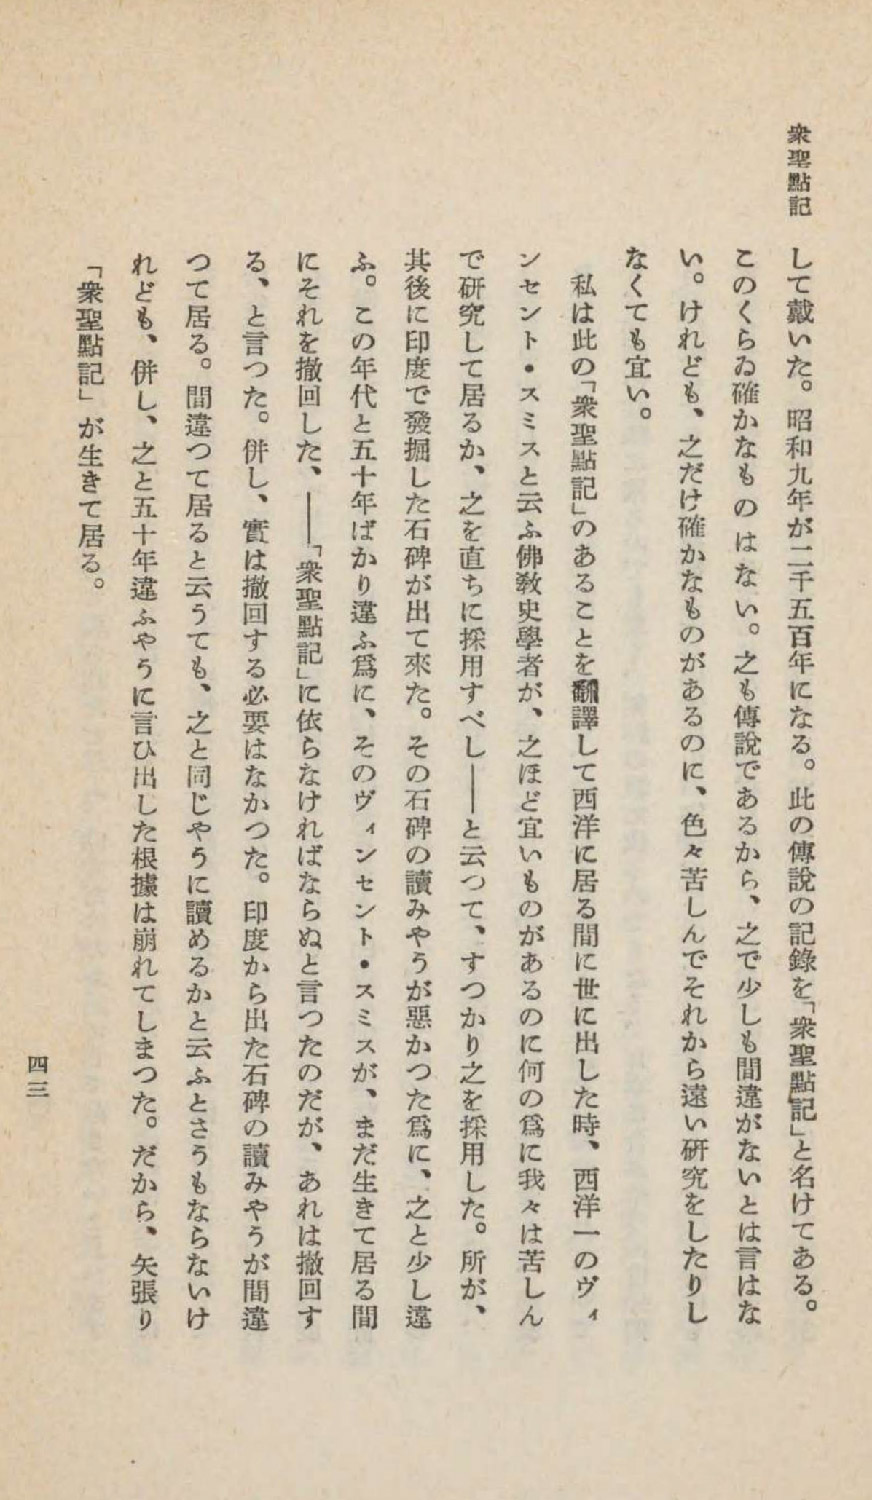 衆聖點記
して戴いた。昭和九年が二千五百年になる。此の傳說の記錄を「衆聖點記」と名けてある。
このくらゐ確かなものはない。之も傳說であるから、之で少しも間違がないとは言はな
い。けれども、之だけ確かなものがあるのに、色々苦しんでそれから遠い硏究をしたりし
なくても宜い。
私は此の「衆聖點記」のあることを飜譯して西洋に居る間に世に出した時、西洋一のヴィ
ンセント・スミスと云ふ佛敎史學者が、之ほど宜いものがあるのに何の爲に我々は苦しん
で硏究して居るか、之を直ちに採用すべし――と云つて、すつかり之を採用した。所が、
其後に印度で發掘した石碑が出て來た。その石碑の讀みやうが惡かつた爲に、之と少し違
ふ。この年代と五十年ばかり違ふ爲に、そのヴィンセント・スミスが、まだ生きて居る間
にそれを撤回した、――「衆聖點記」に依らなければならぬと言つたのだが、あれは撤回す
る、と言つた。併し、實は撤回する必要はなかつた。印度から出た石碑の讀みやうが間違
つて居る。間違つて居ると云うても、之と同じやうに讀めるかと云ふとさうもならないけ
れども、併し、之と五十年違ふやうに言ひ出した根據は崩れてしまつた。だから、矢張り
「衆聖點記」が生きて居る。
四三